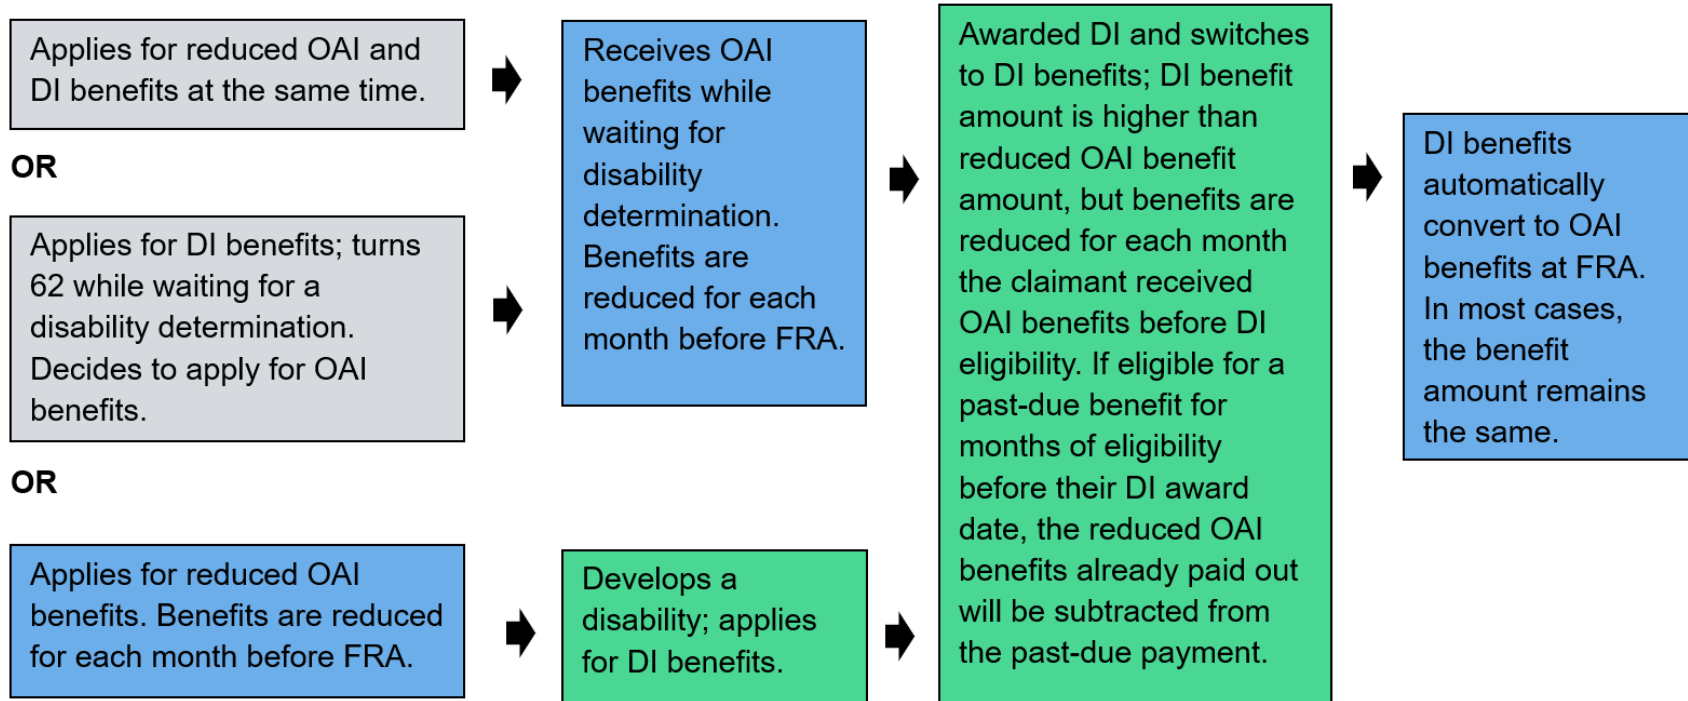 Applies for reduced OAI and
DI benefits at the same time.
OR
Applies for DI benefits; turns
62 while waiting for a
disability determination.
Decides to apply for OAI
benefits.
OR
Applies for reduced OAI
benefits. Benefits are reduced
for each month before FRA.
Receives OAI
benefits while
waiting for
disability
determination.
Benefits are
reduced for each
month before FRA.
Develops a
disability; applies
for DI benefits.
Awarded DI and switches
to DI benefits; DI benefit
amount is higher than
reduced OAI benefit
amount, but benefits are
reduced for each month
the claimant received
OAI benefits before DI
eligibility. If eligible for a
past-due benefit for
months of eligibility
before their DI award
date, the reduced OAI
benefits already paid out
will be subtracted from
the past-due payment.
DI benefits
automatically
convert to OAI
benefits at FRA.
In most cases,
the benefit
amount remains
the same.